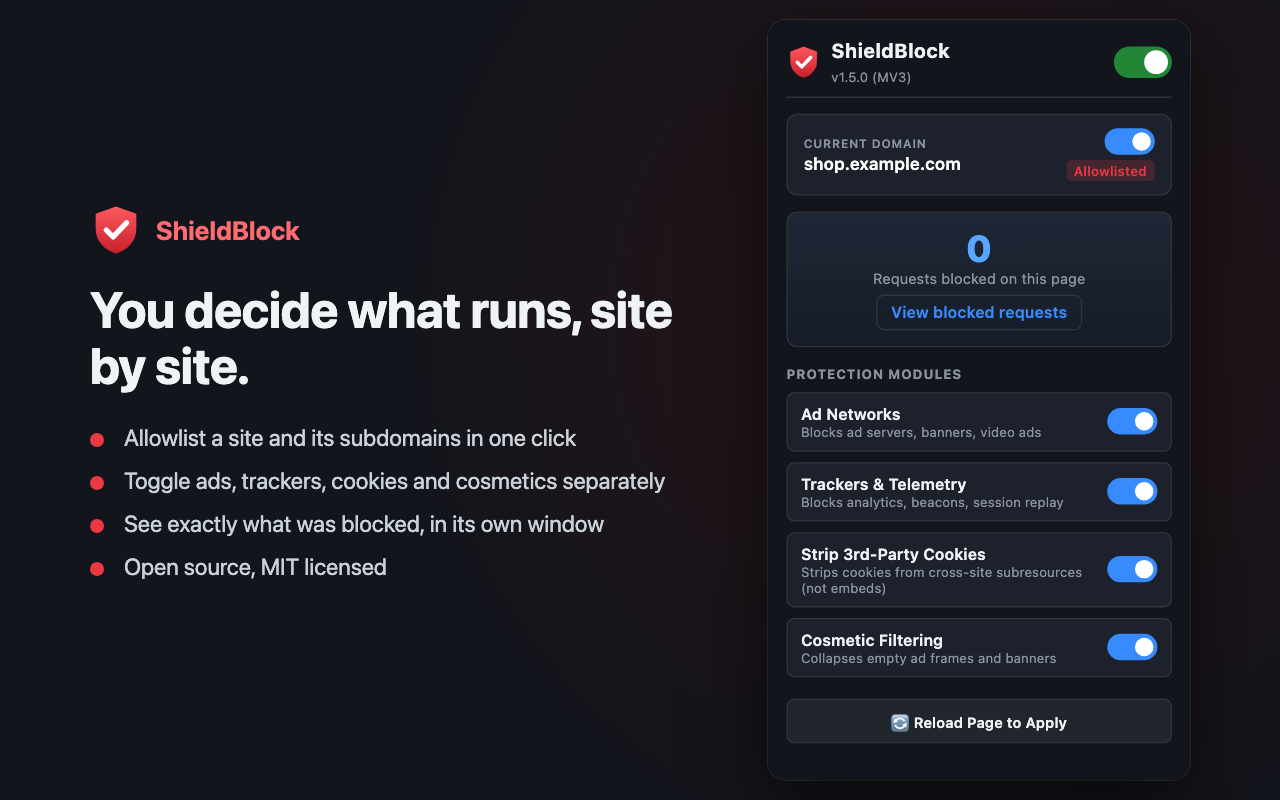 ShieldBlock
You decide what runs, site
by site.
Allowlist a site and its subdomains in one click
Toggle ads, trackers, cookies and cosmetics separately
See exactly what was blocked, in its own window
Open source, MIT licensed
ShieldBlock
v1.5.0 (MV3)
CURRENT DOMAIN
shop.example.com
Allowlisted
0
Requests blocked on this page
View blocked requests
PROTECTION MODULES
Ad Networks
Blocks ad servers, banners, video ads
Trackers & Telemetry
Blocks analytics, beacons, session replay
Strip 3rd-Party Cookies
Strips cookies from cross-site subresources
(not embeds)
Cosmetic Filtering
Collapses empty ad frames and banners
Reload Page to Apply